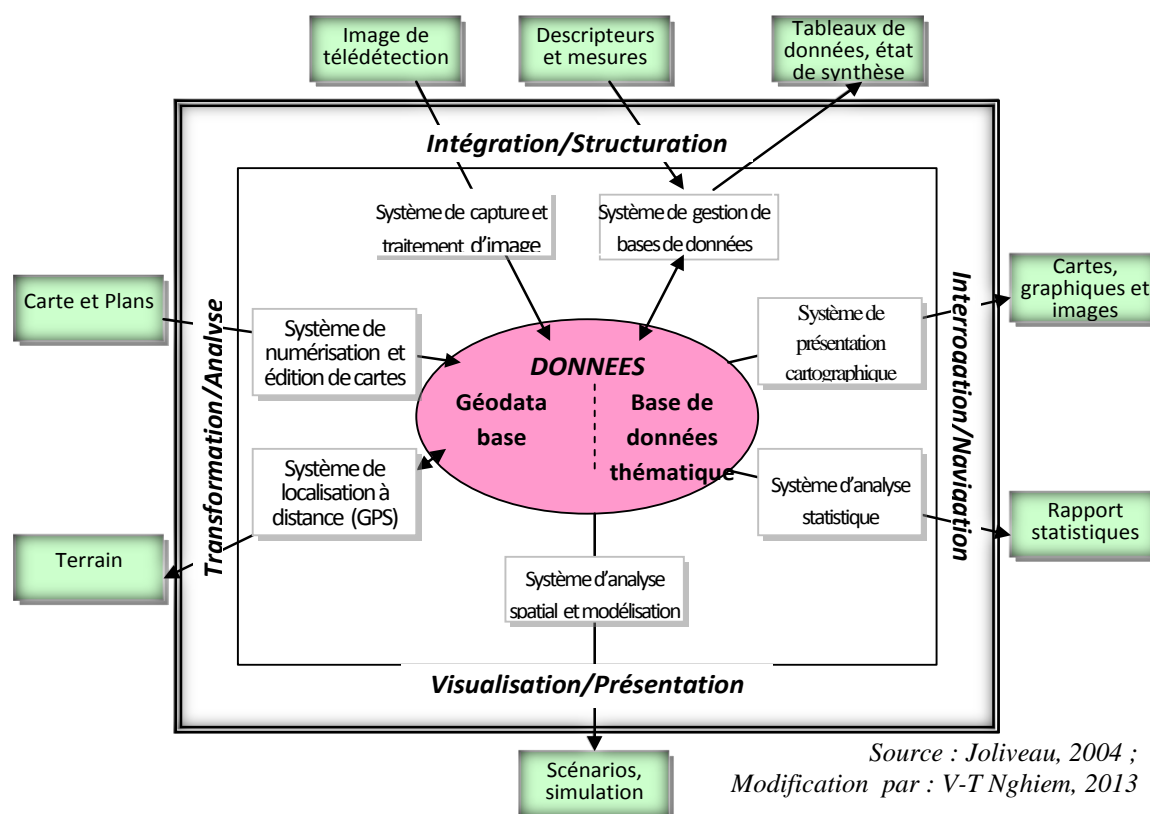 Image de
télédétection
Descripteurs
et mesures
Tableaux de
données, état
de synthèse
Intégration/Structuration
Système de capture et
traitement d'image
Système de gestion de
bases de données
Carte et Plans
Transformation/Analyse
Système de
numérisation et
édition de cartes
DONNEES
Géodata
base
Base de
données
thématique
Système de
présentation
cartographique
Interrogation/Navigation
Cartes,
graphiques et
images
Système de
localisation à
distance (GPS)
Système d'analyse
statistique
Terrain
Rapport
statistiques
Système d'analyse
spatial et modélisation
Visualisation/Présentation
Scénarios,
simulation
Source : Joliveau, 2004 ;
Modification par : V-T Nghiem, 2013